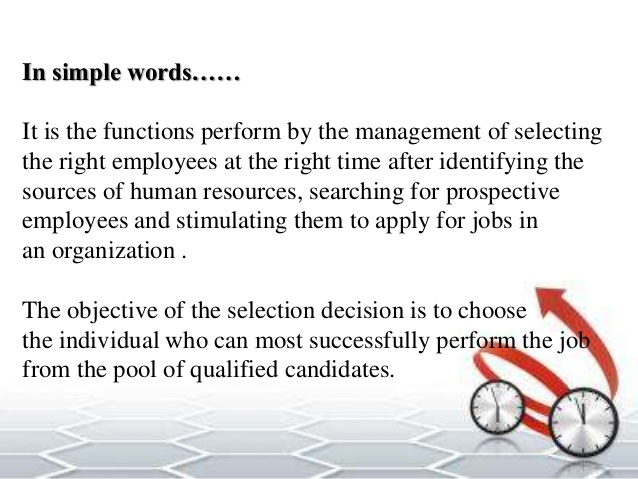 In simple words……
It is the functions perform by the management of selecting
the right employees at the right time after identifying the
sources of human resources, searching for prospective
employees and stimulating them to apply for jobs in
an organization .
The objective of the selection decision is to choose
the individual who can most successfully perform the job
from the pool of qualified candidates.